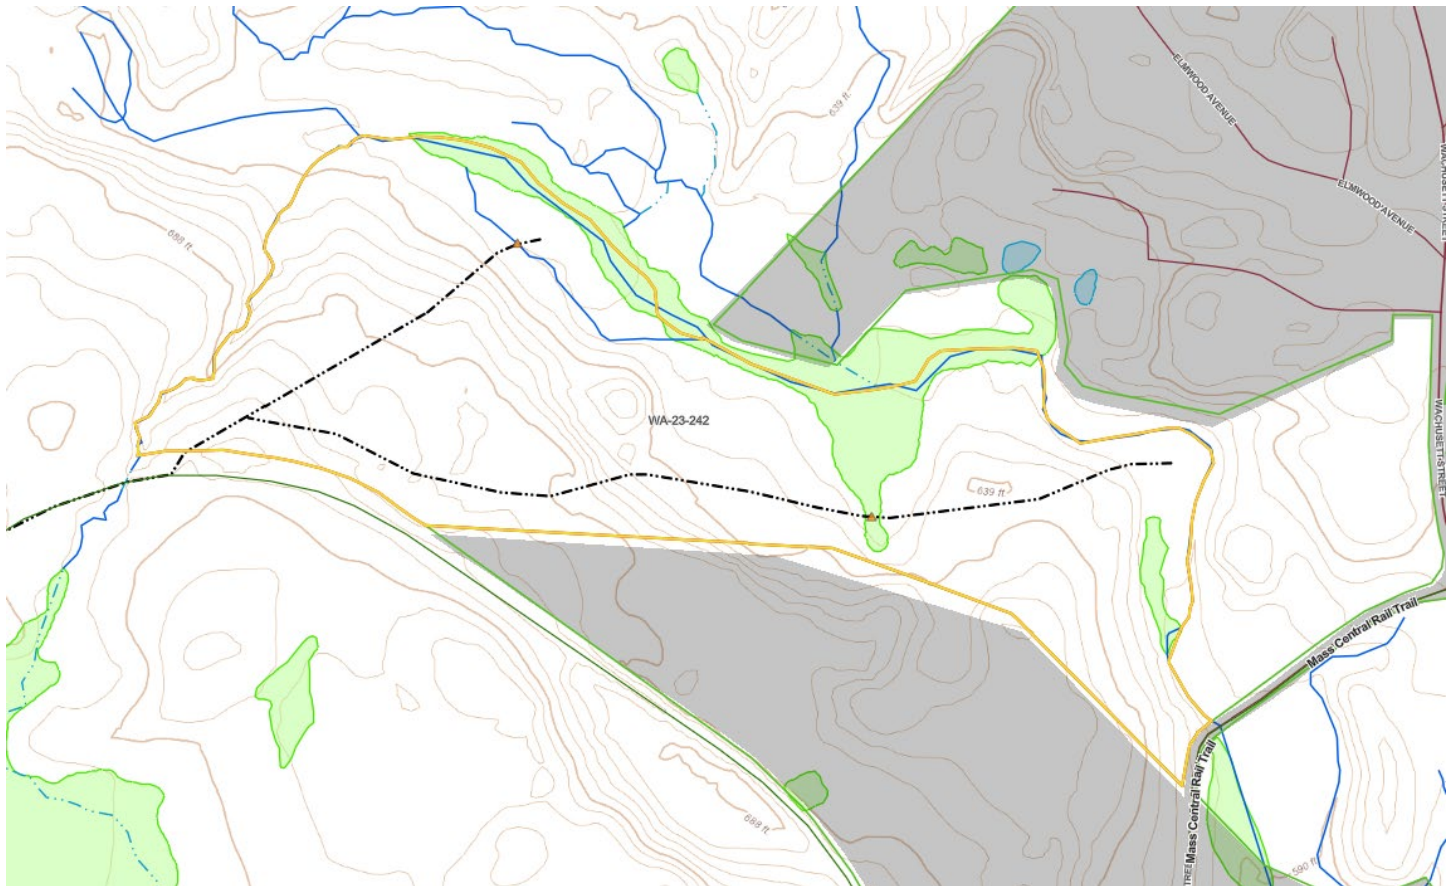 639 ft
ELMWOOD AVENUE
WACHUSETT STREET
ELMWOOD AVENUE
688 ft
WA-23-242
WACHUSETT STREET
639 ft
Mass Central Rail Trail
Mass Central Rail Trail
688 ft
590 ft
TREE